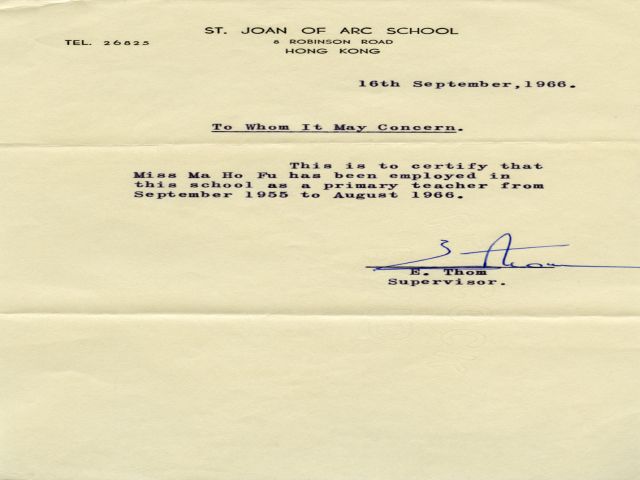 ST. JOAN OF ARC SCHOOL
TEL. 26825
8 ROBINSON ROAD
HONG KONG
16th September,1966.
To Whom It May Concern.
This is to certify that
Miss Ma Ho Fu has been employed in
this school as a primary teacher from
September 1955 to August 1966.
E. Thom
E. Thom
Supervisor.